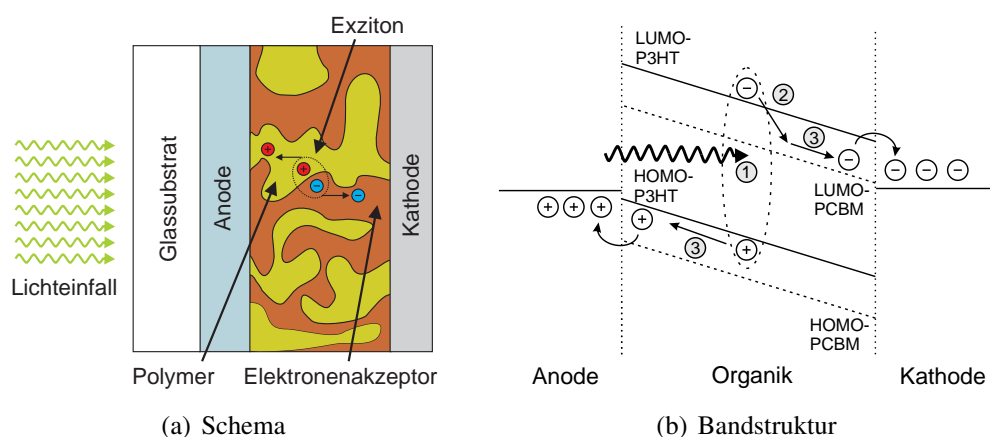 Exziton
Lichteinfall
Glassubstrat
Anode
Kathode
+
+
−
−
Polymer
Elektronenakzeptor
(a) Schema
LUMO-
P3HT
−
2
3
−
− − −
1
HOMO-
P3HT
LUMO-
PCBM
+ + +
+
3
+
HOMO-
PCBM
Anode
Organik
Kathode
(b) Bandstruktur